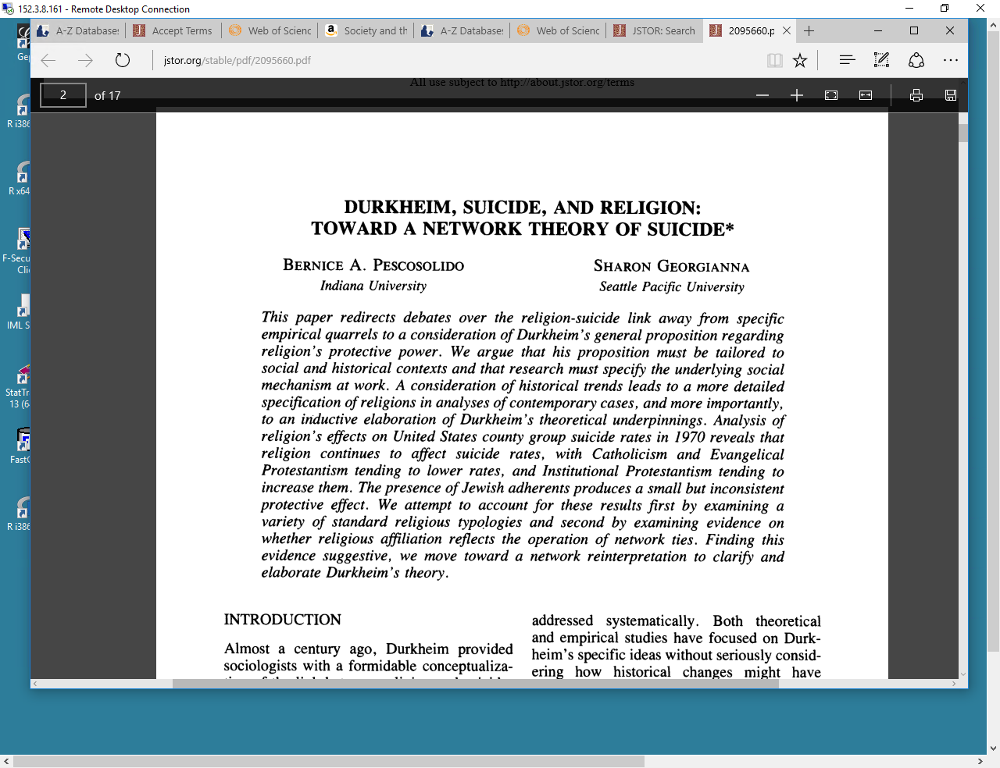 152.3.8.161 - Remote Desktop Connection
A-Z Databases
Accept Terms
Web of Scienc
Society and th
A-Z Databases
Web of Scienc
JSTOR: Search
2095660.p
jstor.org/stable/pdf/2095660.pdf
All use subject to http://about.jstor.org/terms
2 of 17
Ge
R i386
R x64
F-Secu
Clie
IML S
StatTr
13 (6
FastC
R i386
DURKHEIM, SUICIDE, AND RELIGION:
TOWARD A NETWORK THEORY OF SUICIDE*
BERNICE A. PESCOSOLIDO
Indiana University
SHARON GEORGIANNA
Seattle Pacific University
This paper redirects debates over the religion-suicide link away from specific
empirical quarrels to a consideration of Durkheim's general proposition regarding
religion's protective power. We argue that his proposition must be tailored to
social and historical contexts and that research must specify the underlying social
mechanism at work. A consideration of historical trends leads to a more detailed
specification of religions in analyses of contemporary cases, and more importantly,
to an inductive elaboration of Durkheim's theoretical underpinnings. Analysis of
religion's effects on United States county group suicide rates in 1970 reveals that
religion continues to affect suicide rates, with Catholicism and Evangelical
Protestantism tending to lower rates, and Institutional Protestantism tending to
increase them. The presence of Jewish adherents produces a small but inconsistent
protective effect. We attempt to account for these results first by examining a
variety of standard religious typologies and second by examining evidence on
whether religious affiliation reflects the operation of network ties. Finding this
evidence suggestive, we move toward a network reinterpretation to clarify and
elaborate Durkheim's theory.
INTRODUCTION
Almost a century ago, Durkheim provided
sociologists with a formidable conceptualiza-
addressed systematically. Both theoretical
and empirical studies have focused on Durk-
heim's specific ideas without seriously consid-
ering how historical changes might have